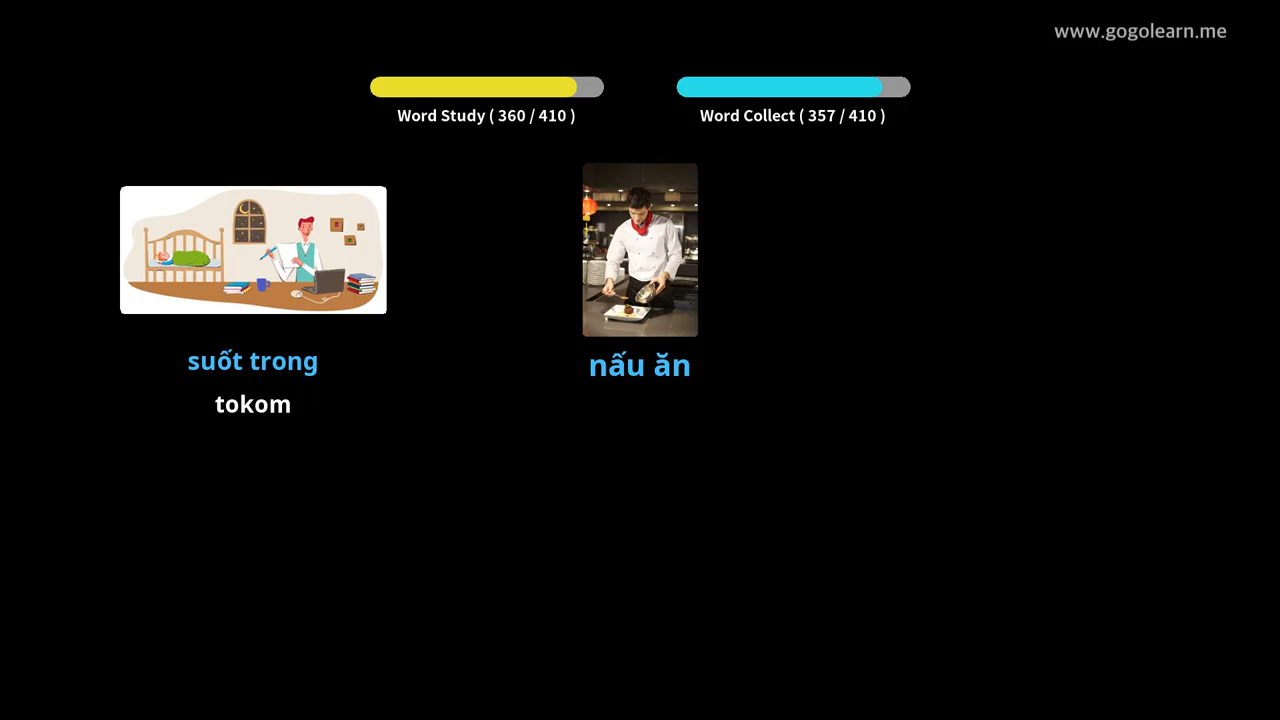 www.gogolearn.me
Word Study ( 360 / 410 )
Word Collect ( 357 / 410 )
suốt trong
tokom
nấu ăn